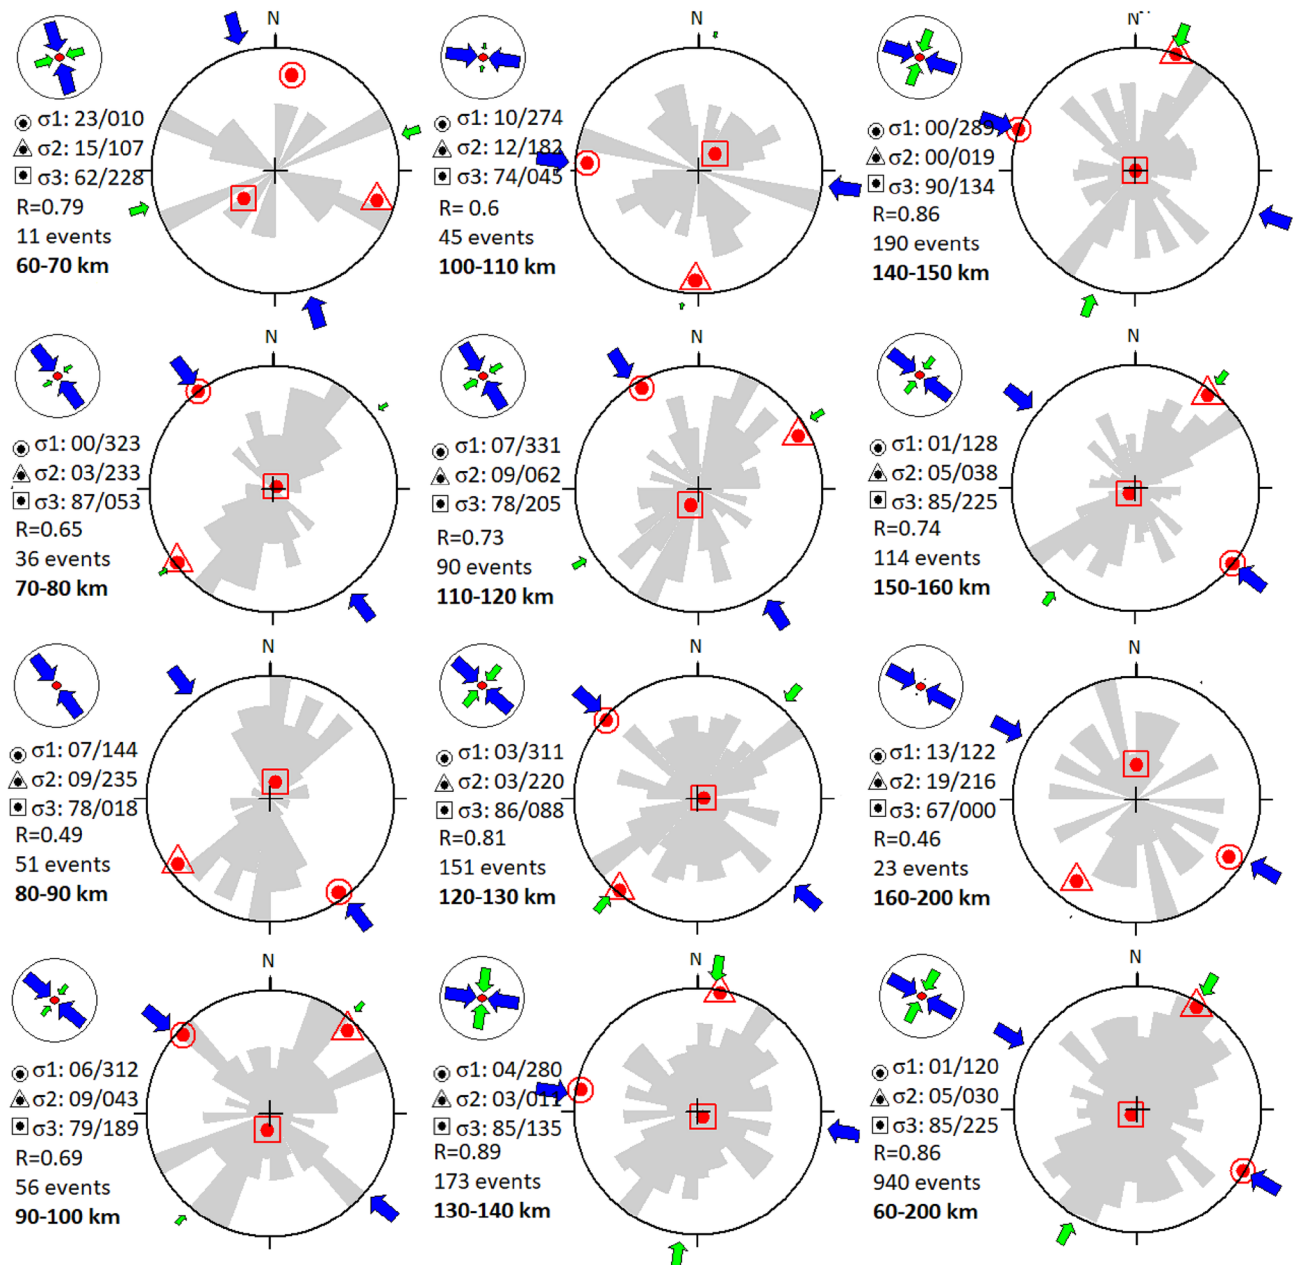 N
σ1: 23/010
σ2: 15/107
σ3: 62/228
R=0.79
11 events
60-70 km
N
σ1: 10/274
σ2: 12/182
σ3: 74/045
R= 0.6
45 events
100-110 km
N
σ1: 00/289
σ2: 00/019
σ3: 90/134
R=0.86
190 events
140-150 km
N
σ1: 00/323
σ2: 03/233
σ3: 87/053
R=0.65
36 events
70-80 km
N
σ1: 07/331
σ2: 09/062
σ3: 78/205
R=0.73
90 events
110-120 km
N
σ1: 01/128
σ2: 05/038
σ3: 85/225
R=0.74
114 events
150-160 km
N
σ1: 07/144
σ2: 09/235
σ3: 78/018
R=0.49
51 events
80-90 km
N
σ1: 03/311
σ2: 03/220
σ3: 86/088
R=0.81
151 events
120-130 km
N
σ1: 13/122
σ2: 19/216
σ3: 67/000
R=0.46
23 events
160-200 km
N
σ1: 06/312
σ2: 09/043
σ3: 79/189
R=0.69
56 events
90-100 km
N
σ1: 04/280
σ2: 03/011
σ3: 85/135
R=0.89
173 events
130-140 km
N
σ1: 01/120
σ2: 05/030
σ3: 85/225
R=0.86
940 events
60-200 km